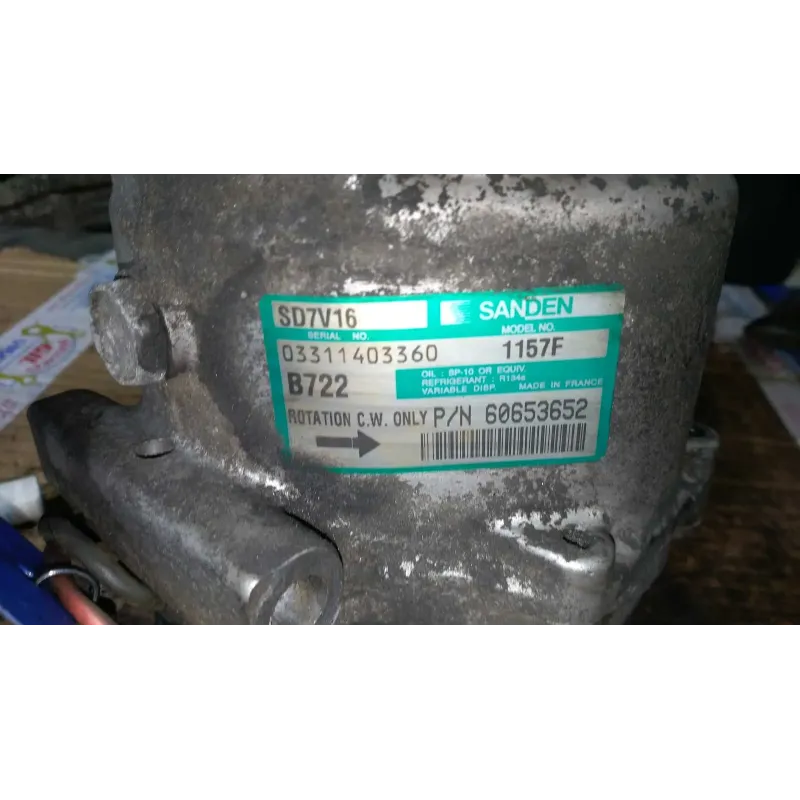 SD7V16 SANDEN
SERIAL NO. MODEL NO.
03311403360 1157F
B722
OIL : SP-10 OR EQUIV.
REFRIGERANT : R134a
VARIABLE DISP. MADE IN FRANCE
ROTATION C.W. ONLY P/N 60653652